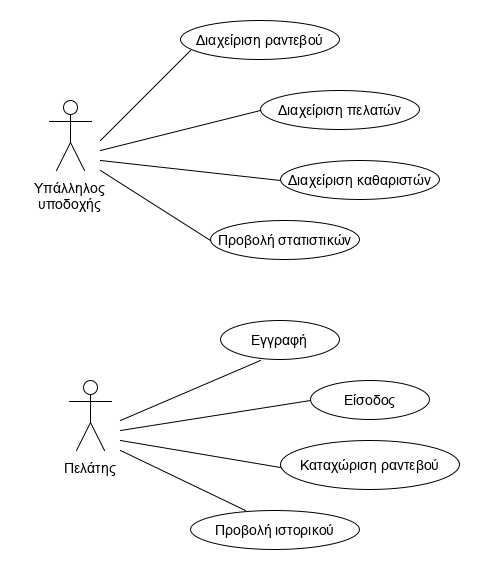 Διαχείριση ραντεβού
Διαχείριση πελατών
Διαχείριση καθαριστών
Υπάλληλος
υποδοχής
Προβολή στατιστικών
Εγγραφή
Είσοδος
Καταχώριση ραντεβού
Πελάτης
Προβολή ιστορικού